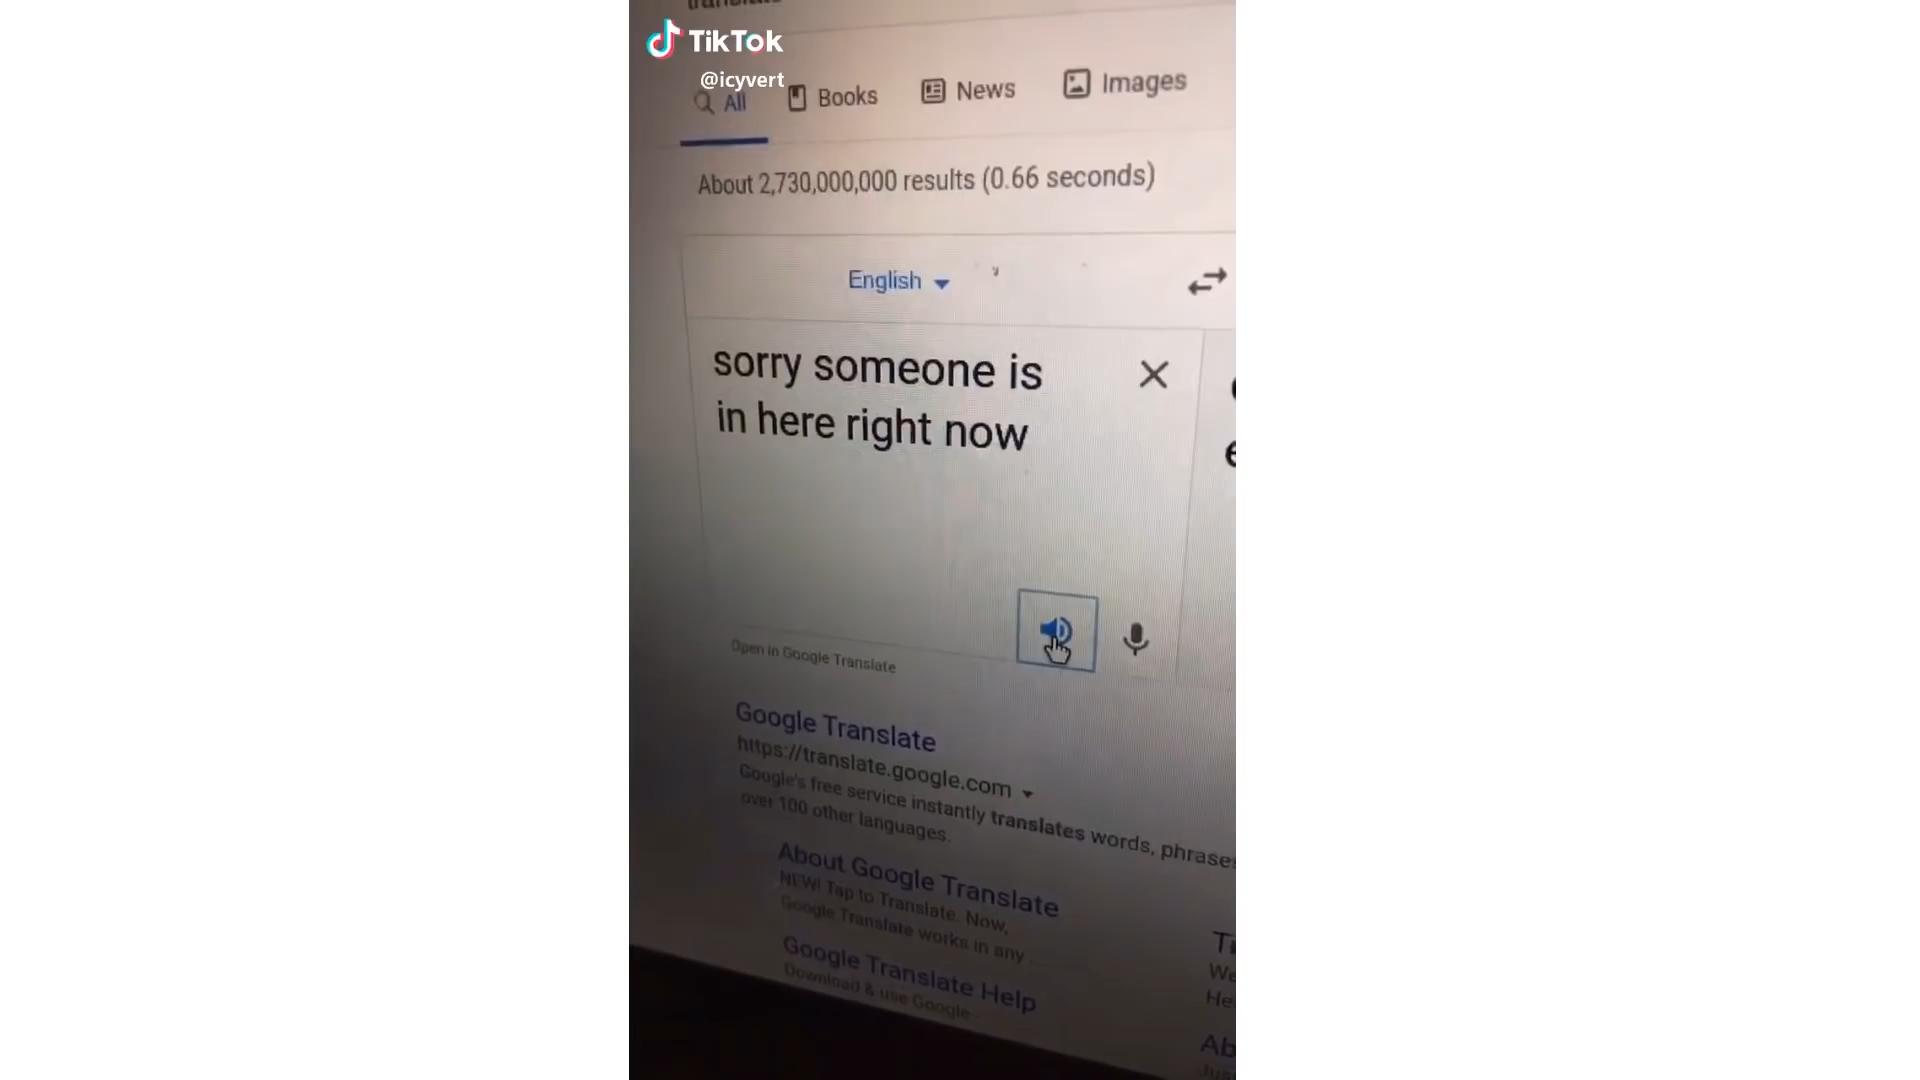 TikTok
@icyvert
All Books News Images
About 2,730,000,000 results (0.66 seconds)
English
sorry someone is
in here right now
Open in Google Translate
Google Translate
https://translate.google.com
Google's free service instantly translates words, phrases
over 100 other languages.
About Google Translate
NEW! Tap to Translate. Now,
Google Translate works in any
Google Translate Help
Download & use Google